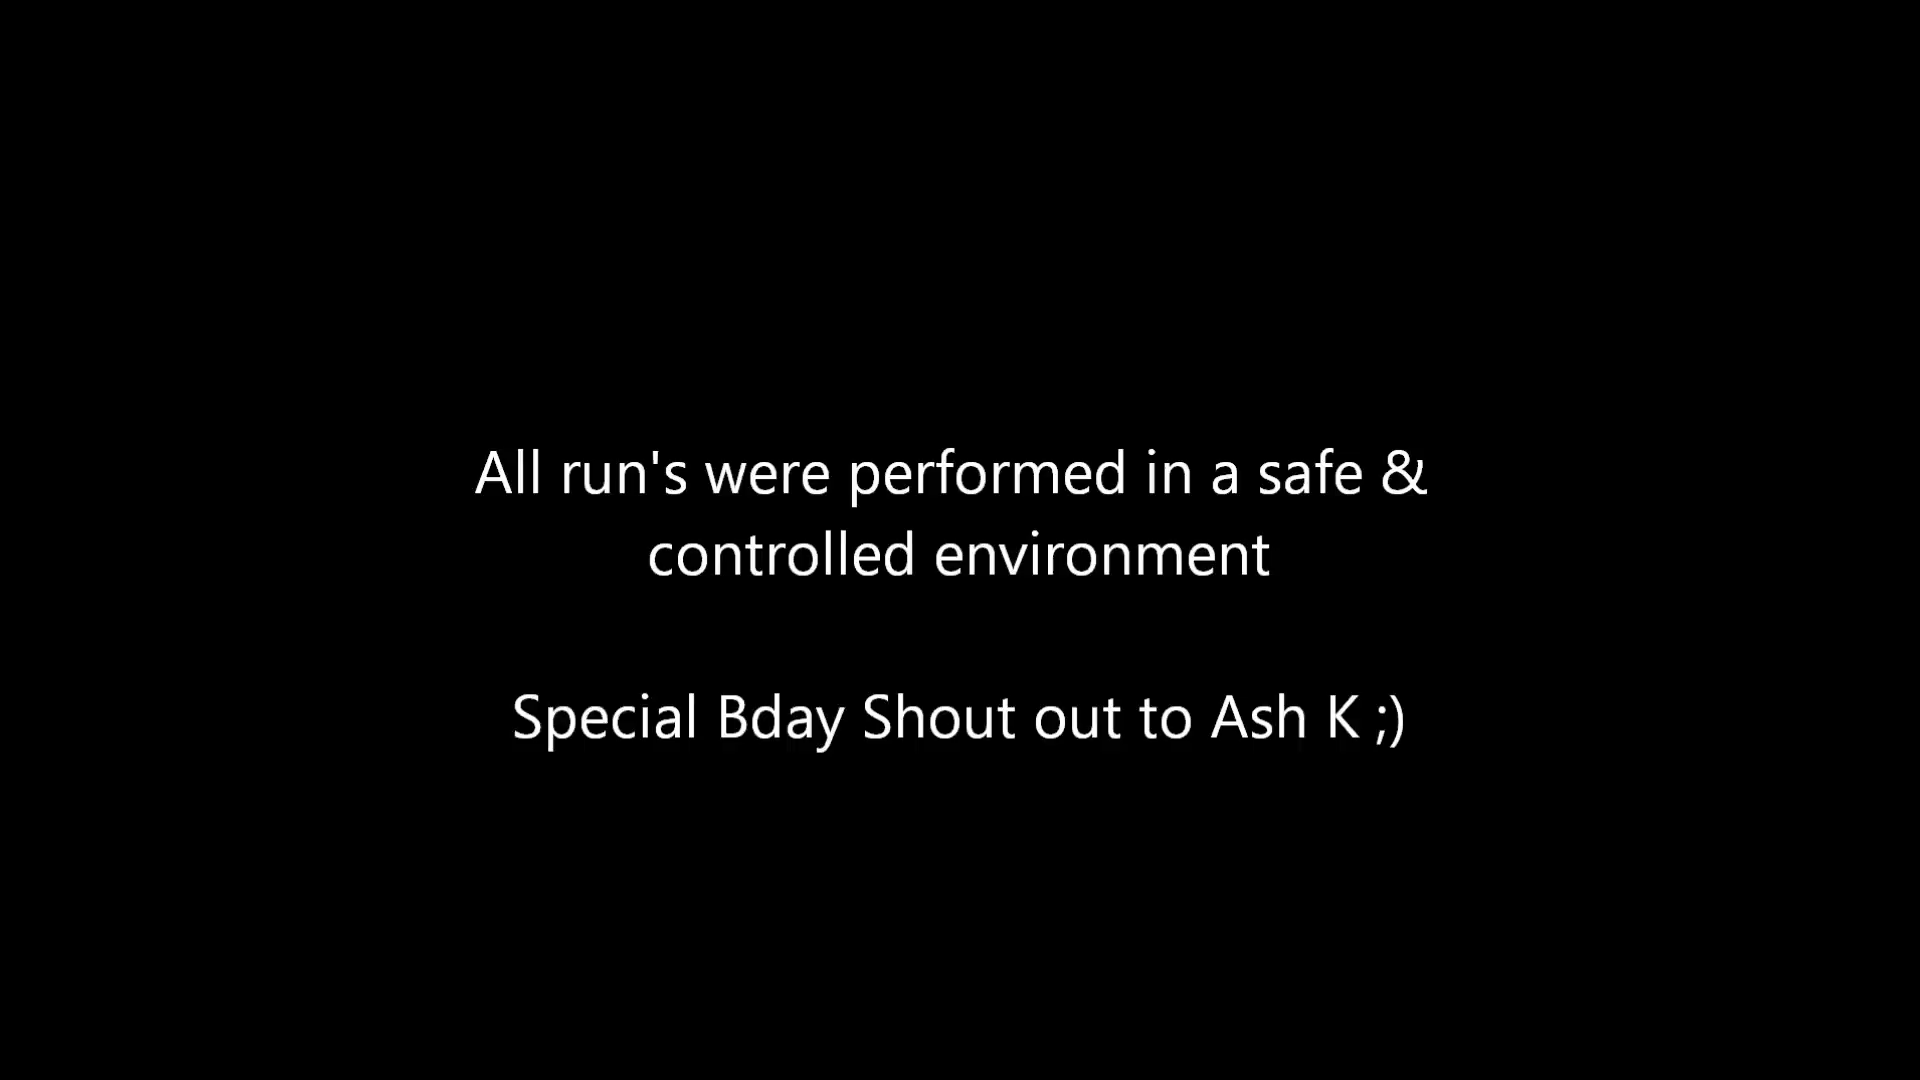 All run's were performed in a safe &
controlled environment
Special Bday Shout out to Ash K ;)